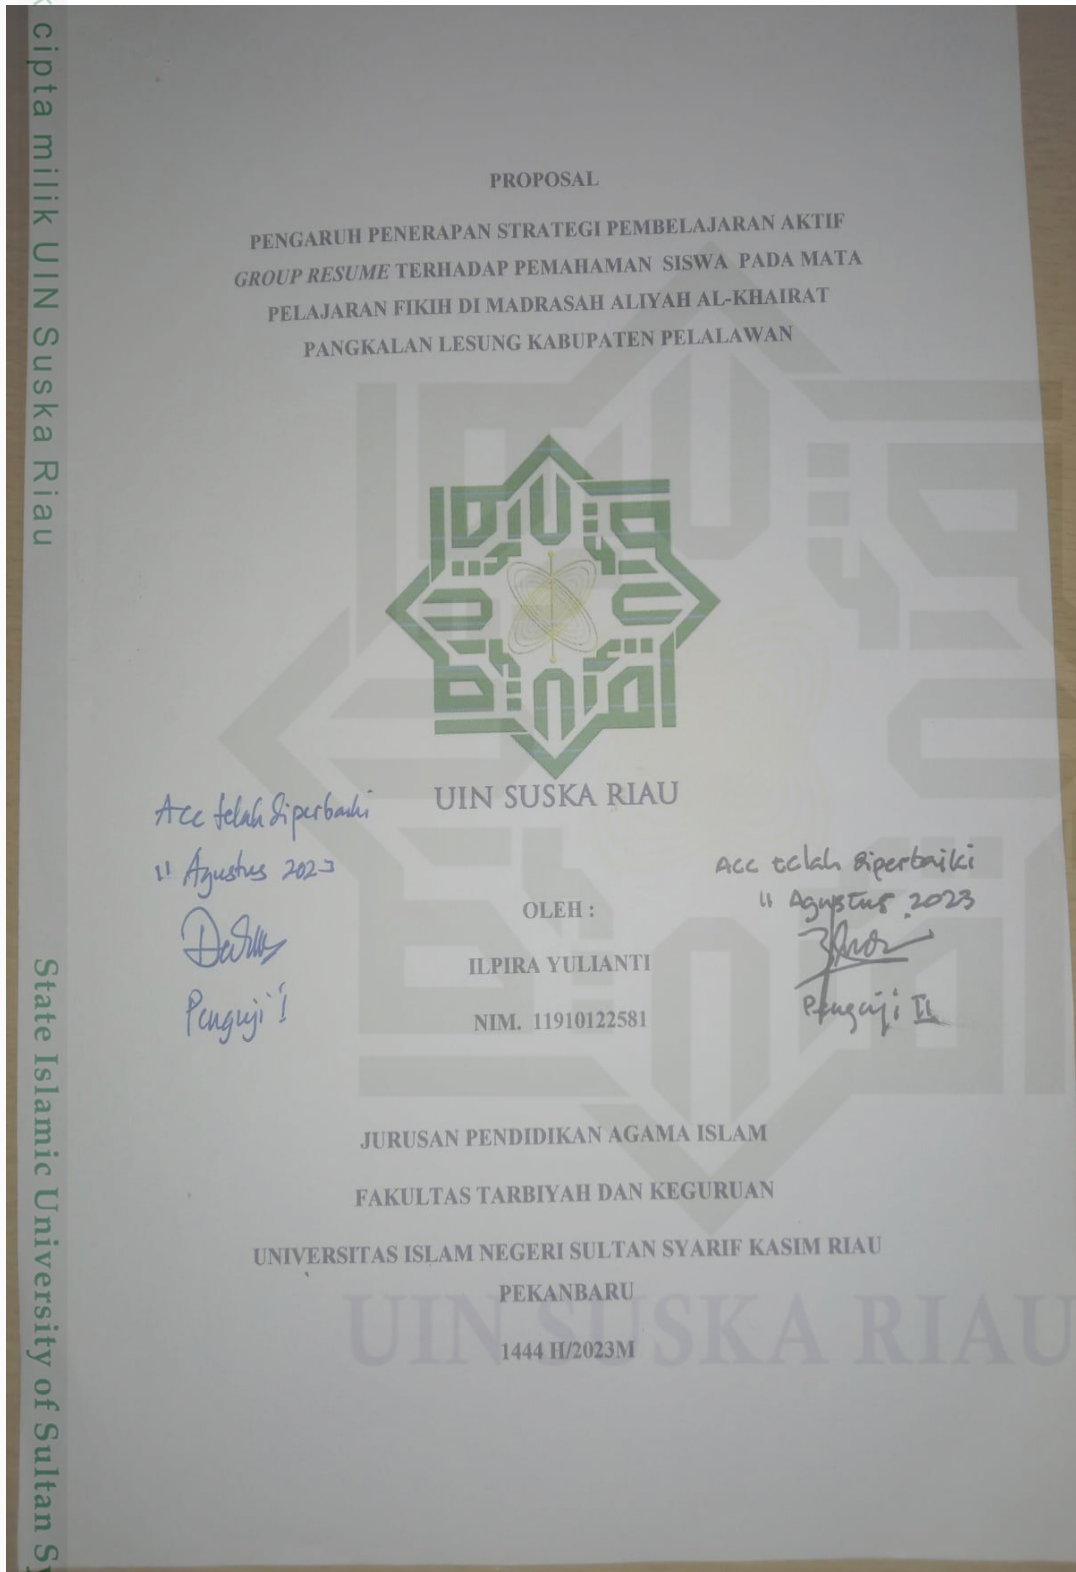 PROPOSAL
PENGARUH PENERAPAN STRATEGI PEMBELAJARAN AKTIF
GROUP RESUME TERHADAP PEMAHAMAN SISWA PADA MATA
PELAJARAN FIKIH DI MADRASAH ALIYAH AL-KHAIRAT
PANGKALAN LESUNG KABUPATEN PELALAWAN
UIN SUSKA RIAU
Acc telah diperbaiki
11 Agustus 2023
Penguji I
Acc telah diperbaiki
11 Agustus 2023
Penguji II
OLEH :
ILPIRA YULIANTI
NIM. 11910122581
JURUSAN PENDIDIKAN AGAMA ISLAM
FAKULTAS TARBIYAH DAN KEGURUAN
UNIVERSITAS ISLAM NEGERI SULTAN SYARIF KASIM RIAU
PEKANBARU
1444 H/2023M
UIN SUSKA RIAU
cipta milik UIN Suska Riau
State Islamic University of Sultan